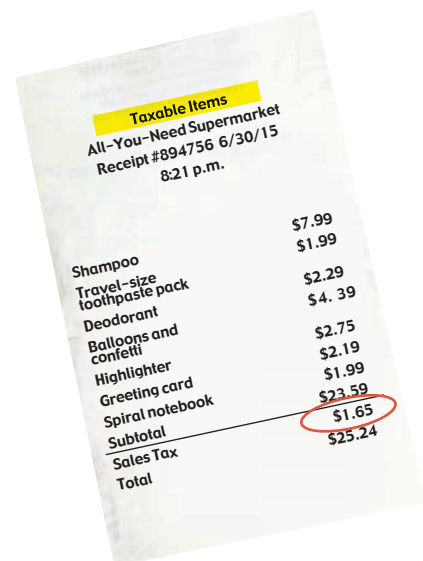 Taxable Items
All-You-Need Supermarket
Receipt #894756 6/30/15
8:21 p.m.
Shampoo $7.99
Travel-size
toothpaste pack $1.99
Deodorant $2.29
Balloons and
confetti $4. 39
Highlighter $2.75
Greeting card $2.19
Spiral notebook $1.99
Subtotal $23.59
Sales Tax $1.65
Total $25.24